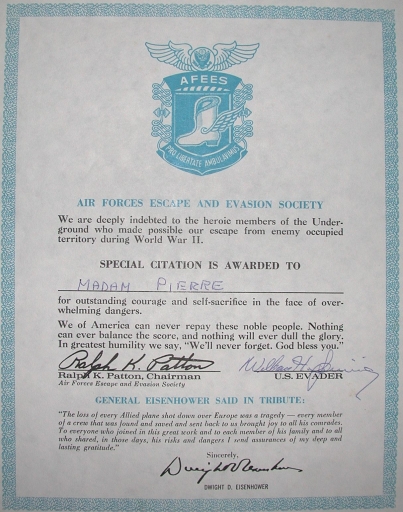 AFEES
PRO LIBERTATE AMBULAVIMUS
AIR FORCES ESCAPE AND EVASION SOCIETY
We are deeply indebted to the heroic members of the Under-
ground who made possible our escape from enemy occupied
territory during World War II.
SPECIAL CITATION IS AWARDED TO
MADAM PIERRE
for outstanding courage and self-sacrifice in the face of over-
whelming dangers.
We of America can never repay these noble people. Nothing
can ever balance the score, and nothing will ever dull the glory.
In greatest humility we say, "We'll never forget. God bless you."
Ralph K. Patton
Ralph K. Patton, Chairman
Air Forces Escape and Evasion Society
U.S. EVADER
GENERAL EISENHOWER SAID IN TRIBUTE:
"The loss of every Allied plane shot down over Europe was a tragedy — every member
of a crew that was found and saved and sent back to us brought joy to all his comrades.
To everyone who joined in this great work and to each member of his family and to all
who shared, in those days, his risks and dangers I send assurances of my deep and
lasting gratitude."
Sincerely,
Dwight D. Eisenhower
DWIGHT D. EISENHOWER